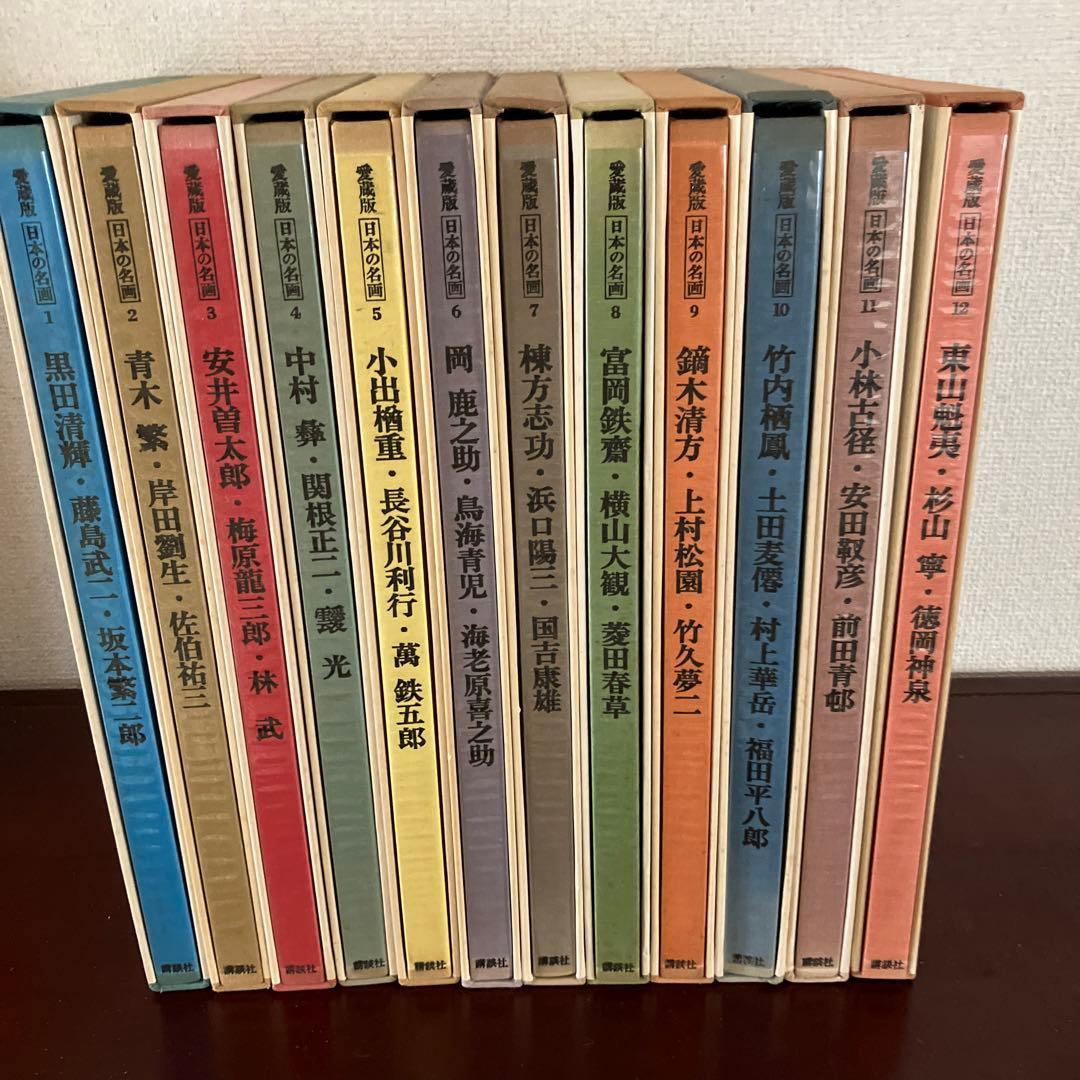 愛蔵版 日本の名画 1 黒田清輝・藤島武二・坂本繁二郎
愛蔵版 日本の名画 2 青木 繁・岸田劉生・佐伯祐三 講談社
愛蔵版 日本の名画 3 安井曽太郎・梅原龍三郎・林 武 講談社
愛蔵版 日本の名画 4 中村 彝・関根正二・靉 光 講談社
愛蔵版 日本の名画 5 小出楢重・長谷川利行・萬 鉄五郎 講談社
愛蔵版 日本の名画 6 岡 鹿之助・鳥海青児・海老原喜之助 講談社
愛蔵版 日本の名画 7 棟方志功・浜口陽三・国吉康雄 講談社
愛蔵版 日本の名画 8 富岡鉄齋・横山大観・菱田春草 講談社
愛蔵版 日本の名画 9 鏑木清方・上村松園・竹久夢二 講談社
愛蔵版 日本の名画 10 竹内栖鳳・土田麦僊・村上華岳・福田平八郎 講談社
愛蔵版 日本の名画 11 小林古径・安田靫彦・前田青邨 講談社
愛蔵版 日本の名画 12 東山魁夷・杉山 寧・徳岡神泉 講談社
講談社